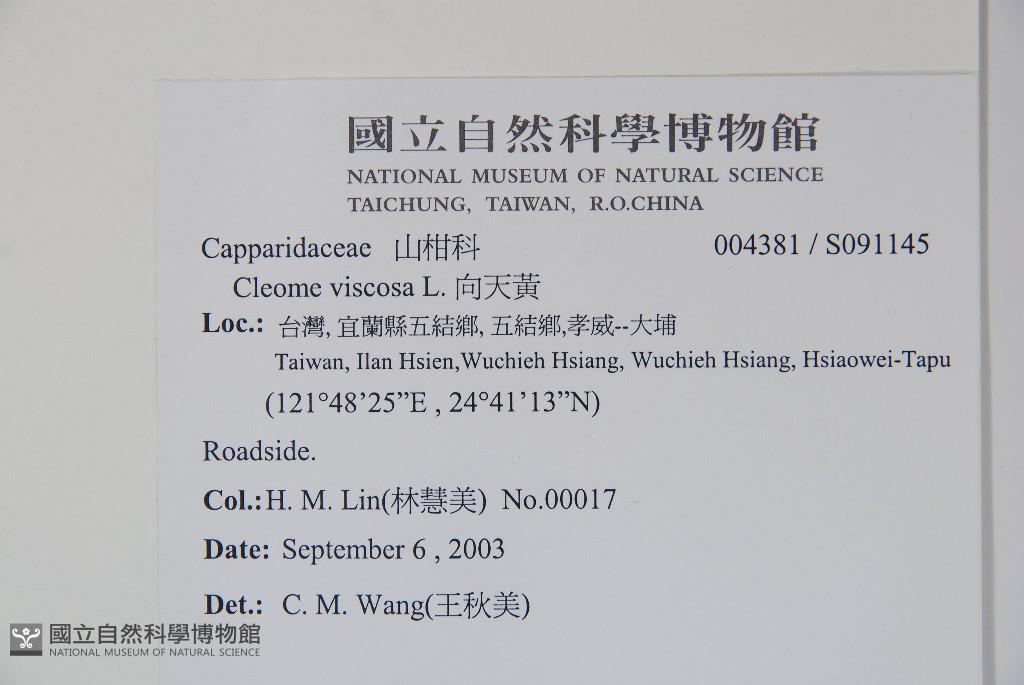 國立自然科學博物館
NATIONAL MUSEUM OF NATURAL SCIENCE
TAICHUNG, TAIWAN, R.O.CHINA
Capparidaceae 山柑科 004381 / S091145
Cleome viscosa L. 向天黃
Loc.: 台灣, 宜蘭縣五結鄉, 五結鄉,孝威--大埔
Taiwan, Ilan Hsien,Wuchieh Hsiang, Wuchieh Hsiang, Hsiaowei-Tapu
(121°48’25”E , 24°41’13”N)
Roadside.
Col.:H. M. Lin(林慧美) No.00017
Date: September 6 , 2003
Det.: C. M. Wang(王秋美)
國立自然科學博物館
NATIONAL MUSEUM OF NATURAL SCIENCE